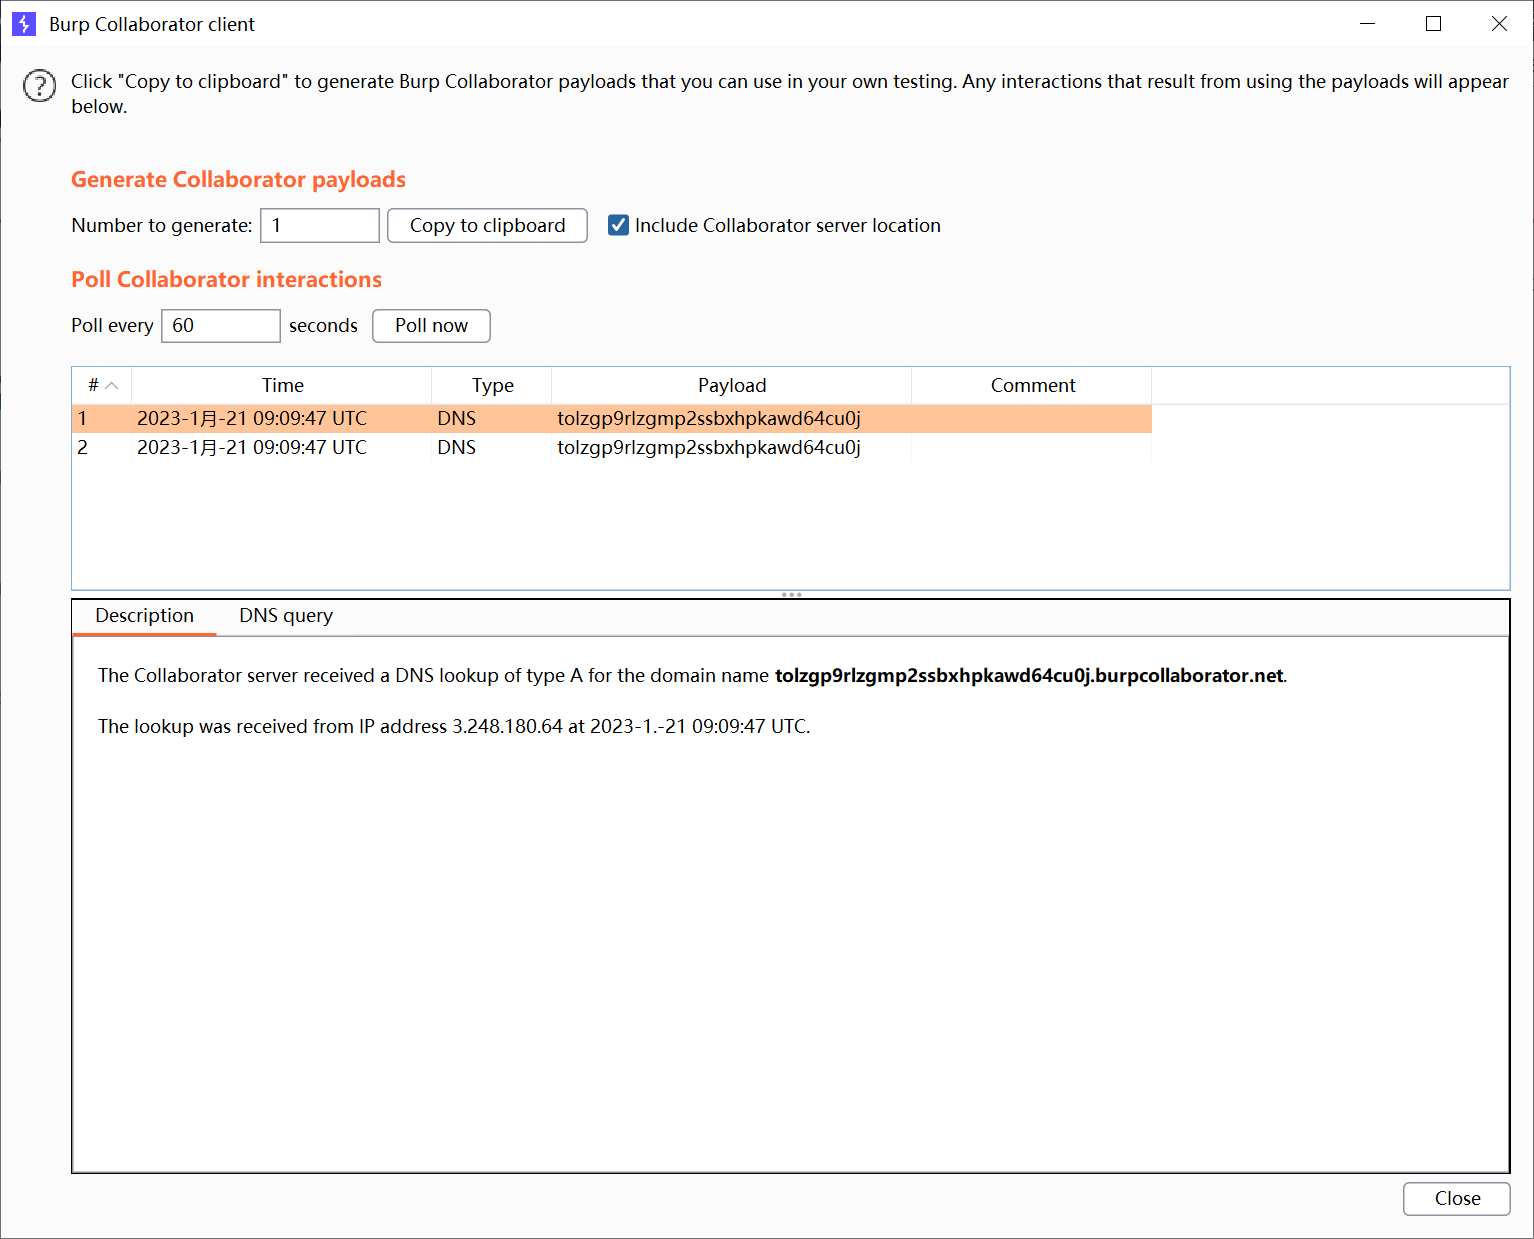 Burp Collaborator client
Click "Copy to clipboard" to generate Burp Collaborator payloads that you can use in your own testing. Any interactions that result from using the payloads will appear
below.
Generate Collaborator payloads
Number to generate: 1 Copy to clipboard Include Collaborator server location
Poll Collaborator interactions
Poll every 60 seconds Poll now
# Time Type Payload Comment
1 2023-1月-21 09:09:47 UTC DNS tolzgp9rlzgmp2ssbxhpkawd64cu0j
2 2023-1月-21 09:09:47 UTC DNS tolzgp9rlzgmp2ssbxhpkawd64cu0j
Description DNS query
The Collaborator server received a DNS lookup of type A for the domain name tolzgp9rlzgmp2ssbxhpkawd64cu0j.burpcollaborator.net.
The lookup was received from IP address 3.248.180.64 at 2023-1.-21 09:09:47 UTC.
Close